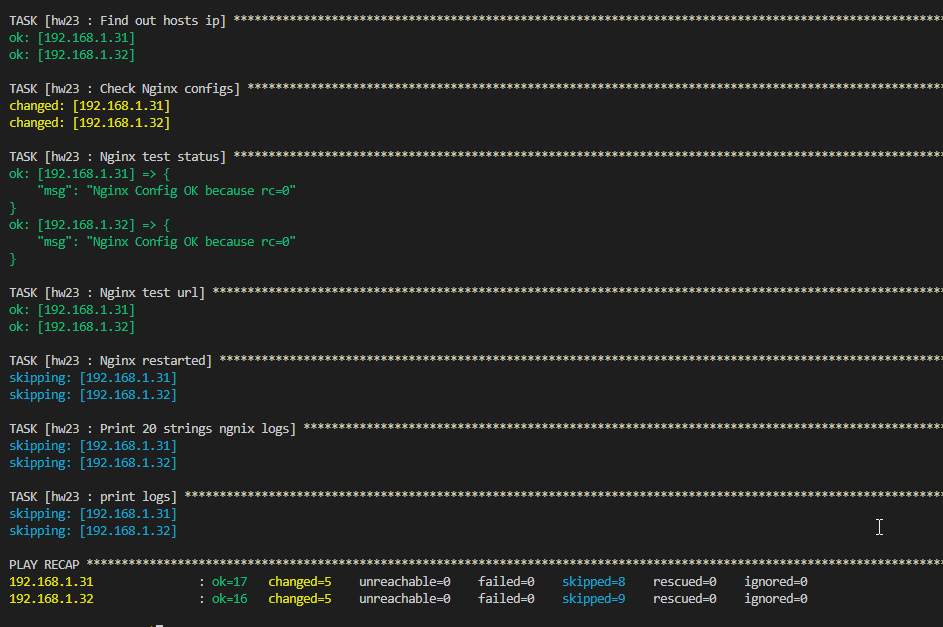 TASK [hw23 : Find out hosts ip] *****************************************************************************************************
ok: [192.168.1.31]
ok: [192.168.1.32]
TASK [hw23 : Check Nginx configs] ***************************************************************************************************
changed: [192.168.1.31]
changed: [192.168.1.32]
TASK [hw23 : Nginx test status] *****************************************************************************************************
ok: [192.168.1.31] => {
    "msg": "Nginx Config OK because rc=0"
}
ok: [192.168.1.32] => {
    "msg": "Nginx Config OK because rc=0"
}
TASK [hw23 : Nginx test url] ********************************************************************************************************
ok: [192.168.1.31]
ok: [192.168.1.32]
TASK [hw23 : Nginx restarted] *******************************************************************************************************
skipping: [192.168.1.31]
skipping: [192.168.1.32]
TASK [hw23 : Print 20 strings ngnix logs] *******************************************************************************************
skipping: [192.168.1.31]
skipping: [192.168.1.32]
TASK [hw23 : print logs] ************************************************************************************************************
skipping: [192.168.1.31]
skipping: [192.168.1.32]
PLAY RECAP **************************************************************************************************************************
192.168.1.31               : ok=17   changed=5    unreachable=0    failed=0    skipped=8    rescued=0    ignored=0
192.168.1.32               : ok=16   changed=5    unreachable=0    failed=0    skipped=9    rescued=0    ignored=0